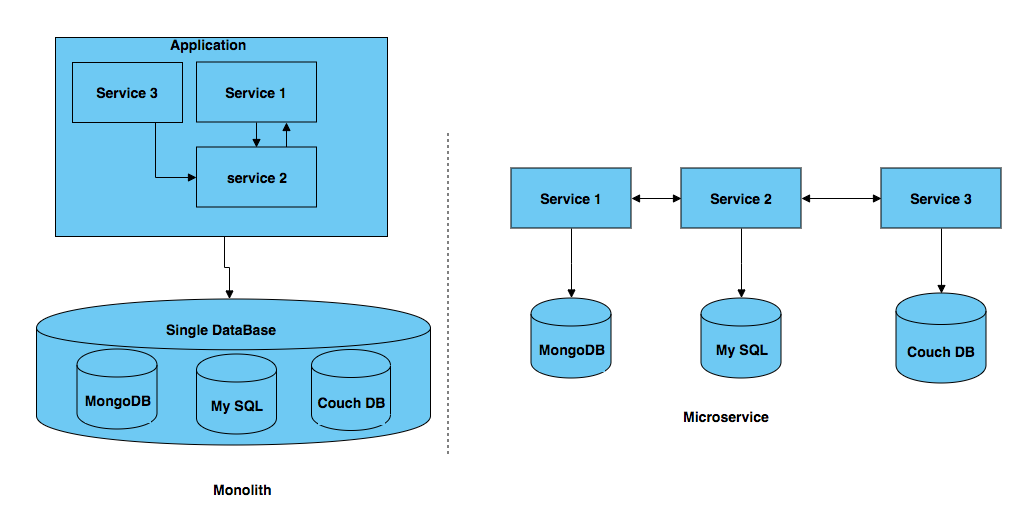 Application
Service 3
Service 1
service 2
Single DataBase
MongoDB
My SQL
Couch DB
Monolith
Service 1
Service 2
Service 3
MongoDB
My SQL
Couch DB
Microservice